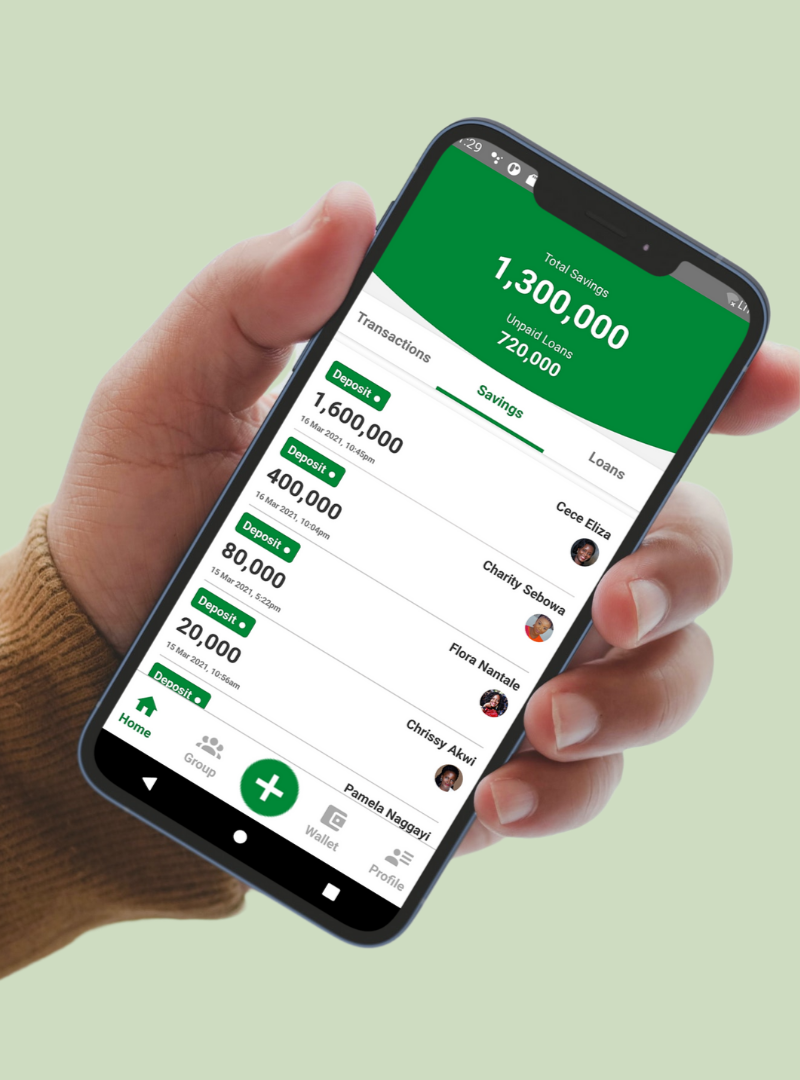 :29
Total Savings
1,300,000
Unpaid Loans
720,000
Transactions
Savings
Loans
Deposit
1,600,000
16 Mar 2021, 10:45pm
Cece Eliza
Deposit
400,000
16 Mar 2021, 10:04pm
Charity Sebowa
Deposit
80,000
15 Mar 2021, 5:22pm
Flora Nantale
Deposit
20,000
15 Mar 2021, 10:56am
Chrissy Akwi
Deposit
Pamela Naggayi
Home
Group
Wallet
Profile